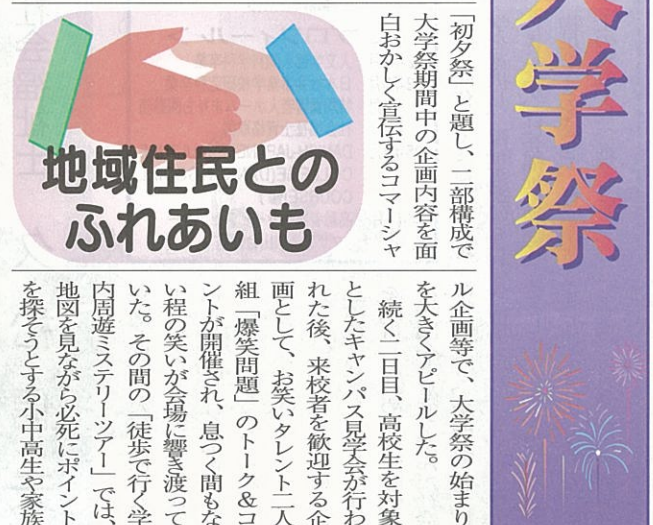 大学祭
「初夕祭」と題し、二部構成で
大学祭期間中の企画内容を面
白おかしく宣伝するコマーシャ
地域住民との
ふれあいも
ル企画等で、大学祭の始まり
を大きくアピールした。
続く二日目、高校生を対象
としたキャンパス見学会が行わ
れた後、来校者を歓迎する企
画として、お笑いタレント二人
組「爆笑問題」のトーク&コ
ントが開催され、息つく間もな
い程の笑いが会場に響き渡って
いた。その間の「徒歩で行く学
内周遊ミステリーツアー」では、
地図を見ながら必死にポイント
を探そうとする小中高生や家族